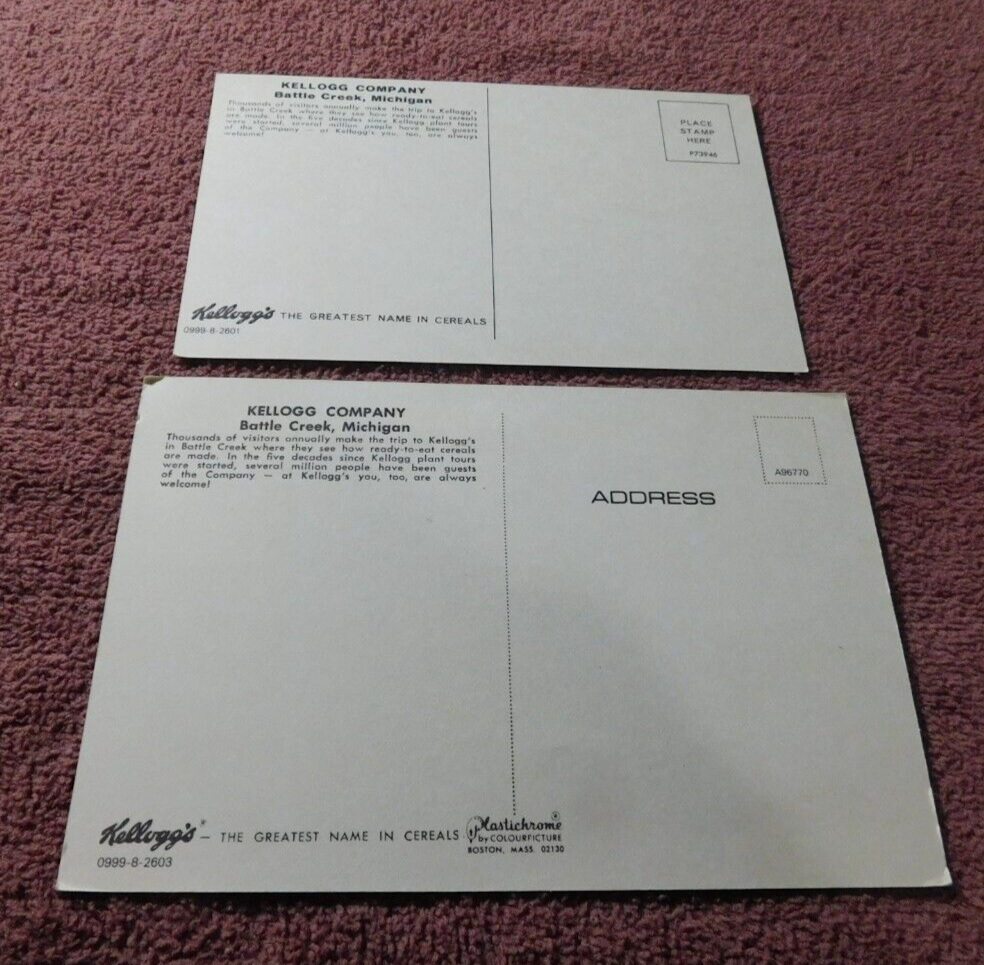 KELLOGG COMPANY
Battle Creek, Michigan
Thousands of visitors annually make the trip to Kellogg's
in Battle Creek where they see how ready-to-eat cereals
are made. In the five decades since Kellogg plant tours
were started, several million people have been guests
of the Company — at Kellogg's you, too, are always
welcome!
PLACE
STAMP
HERE
P73946
Kellogg's THE GREATEST NAME IN CEREALS
0999-8-2601
KELLOGG COMPANY
Battle Creek, Michigan
Thousands of visitors annually make the trip to Kellogg's
in Battle Creek where they see how ready-to-eat cereals
are made. In the five decades since Kellogg plant tours
were started, several million people have been guests
of the Company — at Kellogg's you, too, are always
welcome!
A96770
ADDRESS
Kellogg's® — THE GREATEST NAME IN CEREALS
0999-8-2603
Plastichrome®
by COLOURPICTURE
BOSTON, MASS. 02130